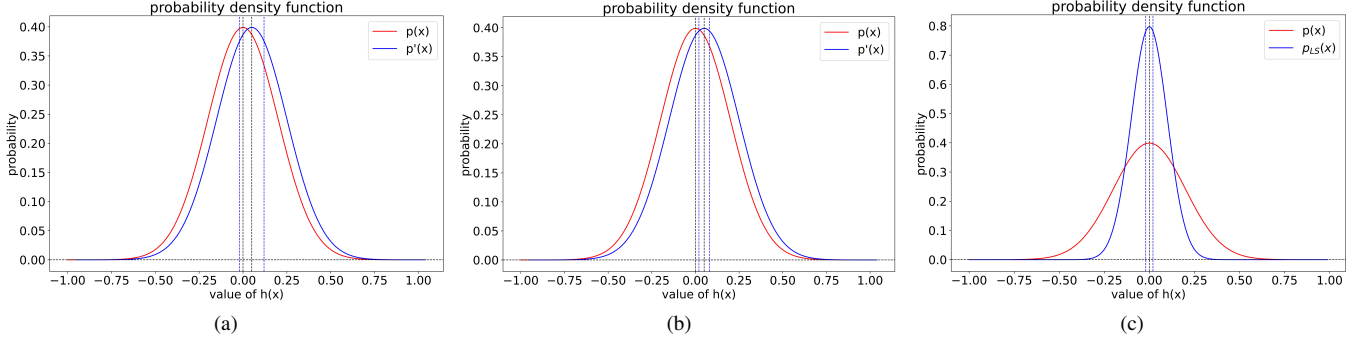 probability density function
p(x)
p'(x)
0.40
0.35
0.30
0.25
0.20
0.15
0.10
0.05
0.00
probability
−1.00 −0.75 −0.50 −0.25 0.00 0.25 0.50 0.75 1.00
value of h(x)
(a)
probability density function
p(x)
p'(x)
0.40
0.35
0.30
0.25
0.20
0.15
0.10
0.05
0.00
probability
−1.00 −0.75 −0.50 −0.25 0.00 0.25 0.50 0.75 1.00
value of h(x)
(b)
probability density function
p(x)
pLS(x)
0.8
0.7
0.6
0.5
0.4
0.3
0.2
0.1
0.0
probability
−1.00 −0.75 −0.50 −0.25 0.00 0.25 0.50 0.75 1.00
value of h(x)
(c)